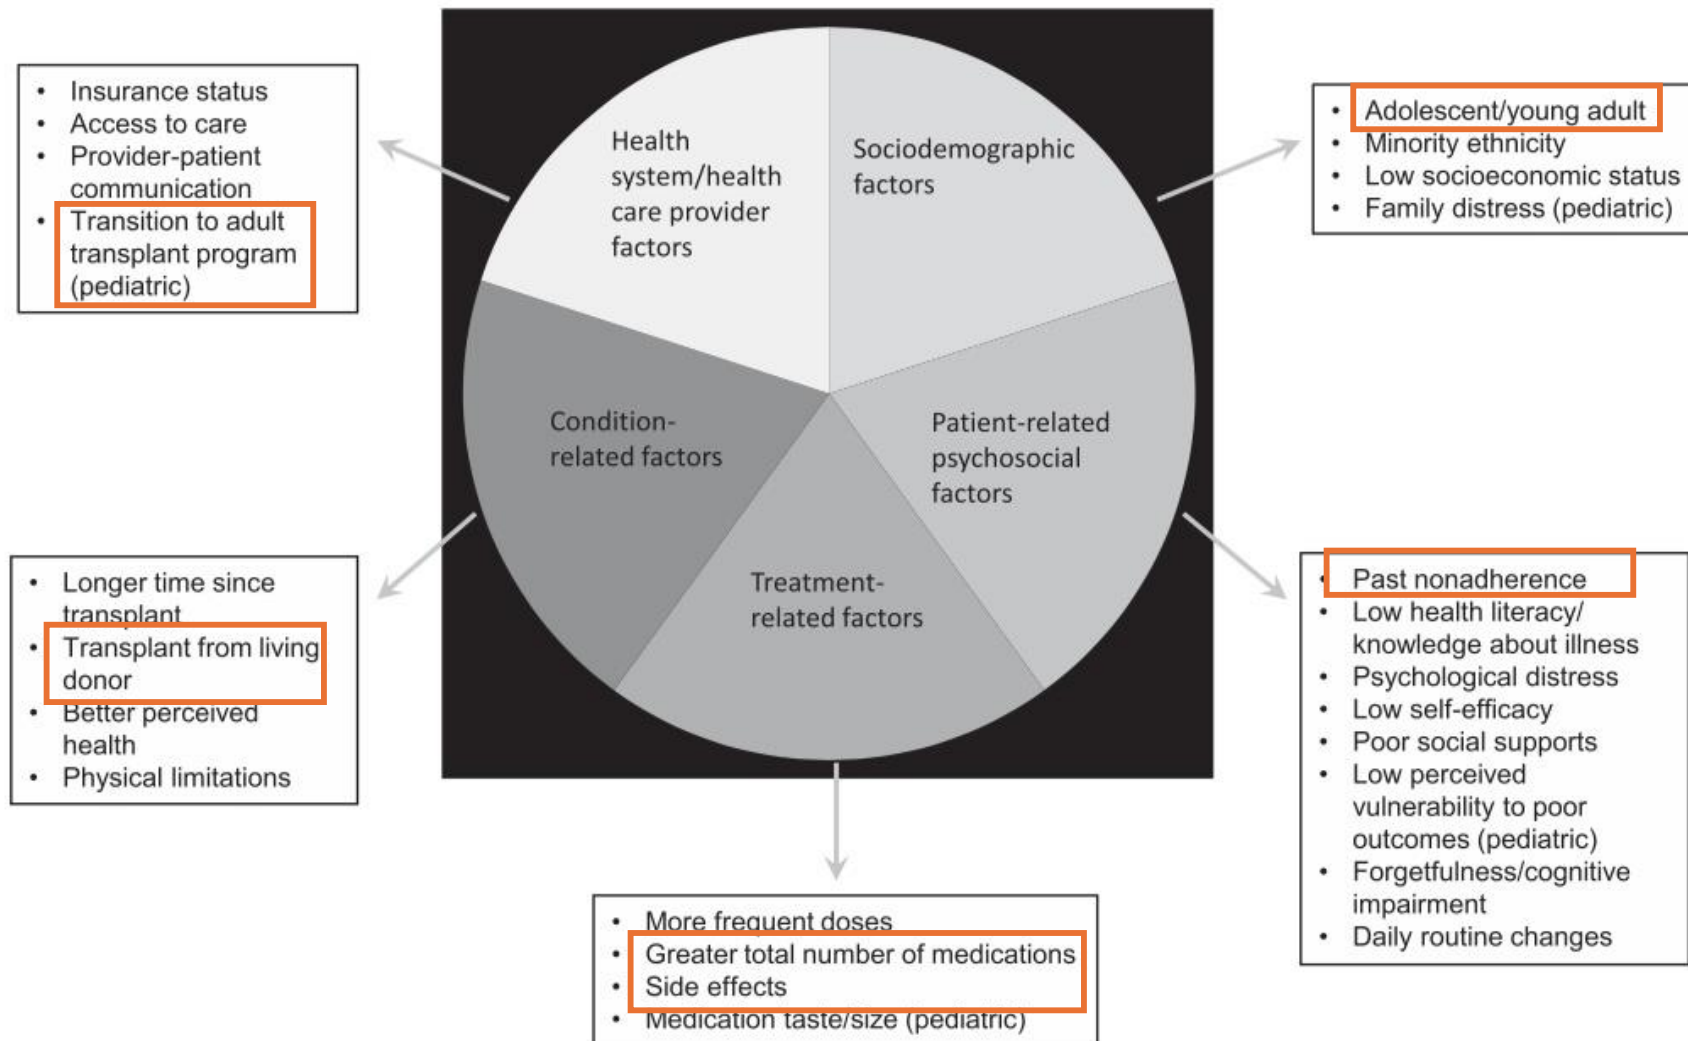 • Insurance status
• Access to care
• Provider-patient
communication
• Transition to adult
transplant program
(pediatric)
Health
system/health
care provider
factors
Sociodemographic
factors
• Adolescent/young adult
• Minority ethnicity
• Low socioeconomic status
• Family distress (pediatric)
Condition-
related factors
Patient-related
psychosocial
factors
Treatment-
related factors
• Longer time since
transplant
• Transplant from living
donor
• Better perceived
health
• Physical limitations
• Past nonadherence
• Low health literacy/
knowledge about illness
• Psychological distress
• Low self-efficacy
• Poor social supports
• Low perceived
vulnerability to poor
outcomes (pediatric)
• Forgetfulness/cognitive
impairment
• Daily routine changes
• More frequent doses
• Greater total number of medications
• Side effects
• Medication taste/size (pediatric)